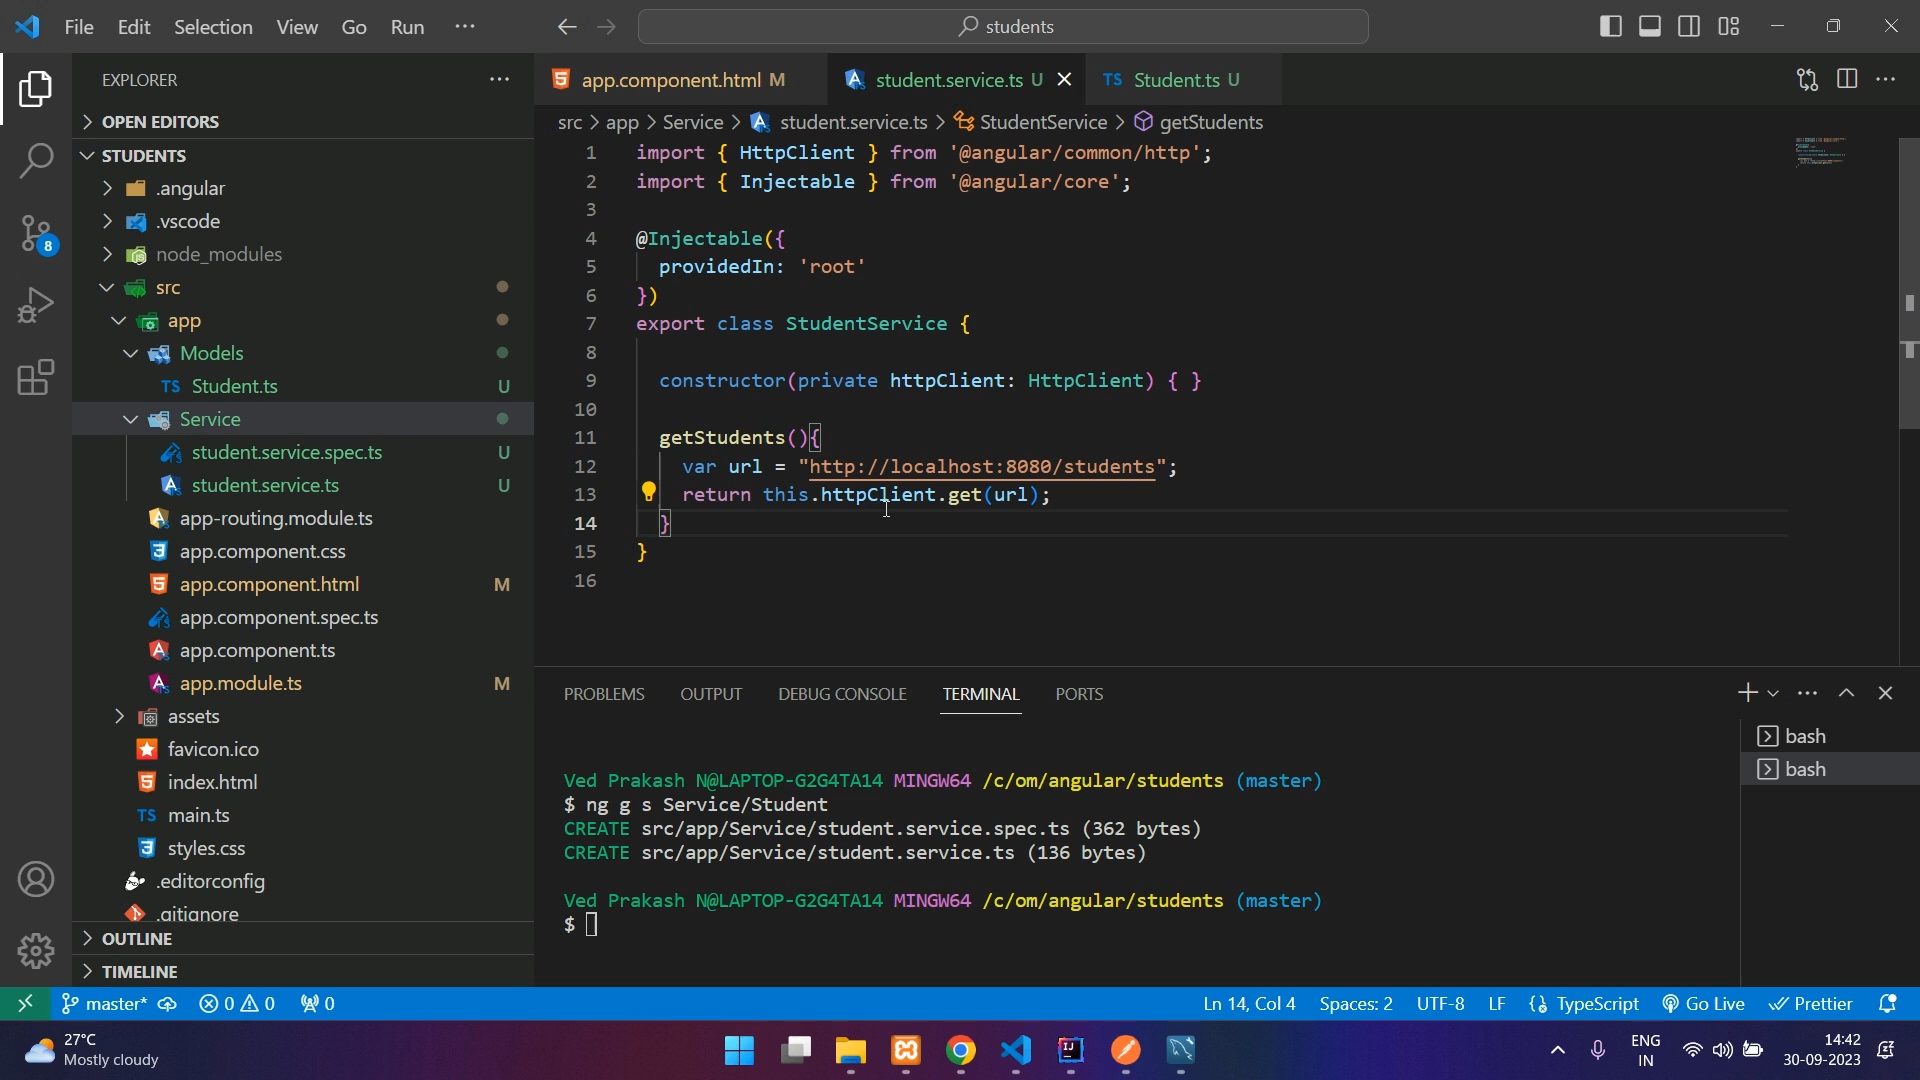 File Edit Selection View Go Run ··· students
EXPLORER ···
OPEN EDITORS
STUDENTS
.angular
.vscode
8
node_modules
src
app
Models
TS Student.ts U
Service
student.service.spec.ts U
student.service.ts U
app-routing.module.ts
app.component.css
app.component.html M
app.component.spec.ts
app.component.ts
app.module.ts M
assets
favicon.ico
index.html
TS main.ts
styles.css
.editorconfig
.gitignore
OUTLINE
TIMELINE
app.component.html M student.service.ts U TS Student.ts U
src > app > Service > student.service.ts > StudentService > getStudents
1 import { HttpClient } from '@angular/common/http';
2 import { Injectable } from '@angular/core';
3
4 @Injectable({
5 providedIn: 'root'
6 })
7 export class StudentService {
8
9 constructor(private httpClient: HttpClient) { }
10
11 getStudents(){
12 var url = "http://localhost:8080/students";
13 return this.httpClient.get(url);
14 }
15 }
16
PROBLEMS OUTPUT DEBUG CONSOLE TERMINAL PORTS
bash
bash
Ved Prakash N@LAPTOP-G2G4TA14 MINGW64 /c/om/angular/students (master)
$ ng g s Service/Student
CREATE src/app/Service/student.service.spec.ts (362 bytes)
CREATE src/app/Service/student.service.ts (136 bytes)
Ved Prakash N@LAPTOP-G2G4TA14 MINGW64 /c/om/angular/students (master)
$
master* 0 0 0 Ln 14, Col 4 Spaces: 2 UTF-8 LF {} TypeScript Go Live Prettier
27°C
Mostly cloudy
ENG
IN
14:42
30-09-2023